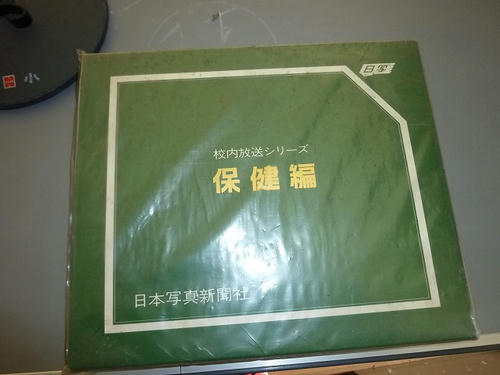 小
日写
校内放送シリーズ
保健編
日本写真新聞社